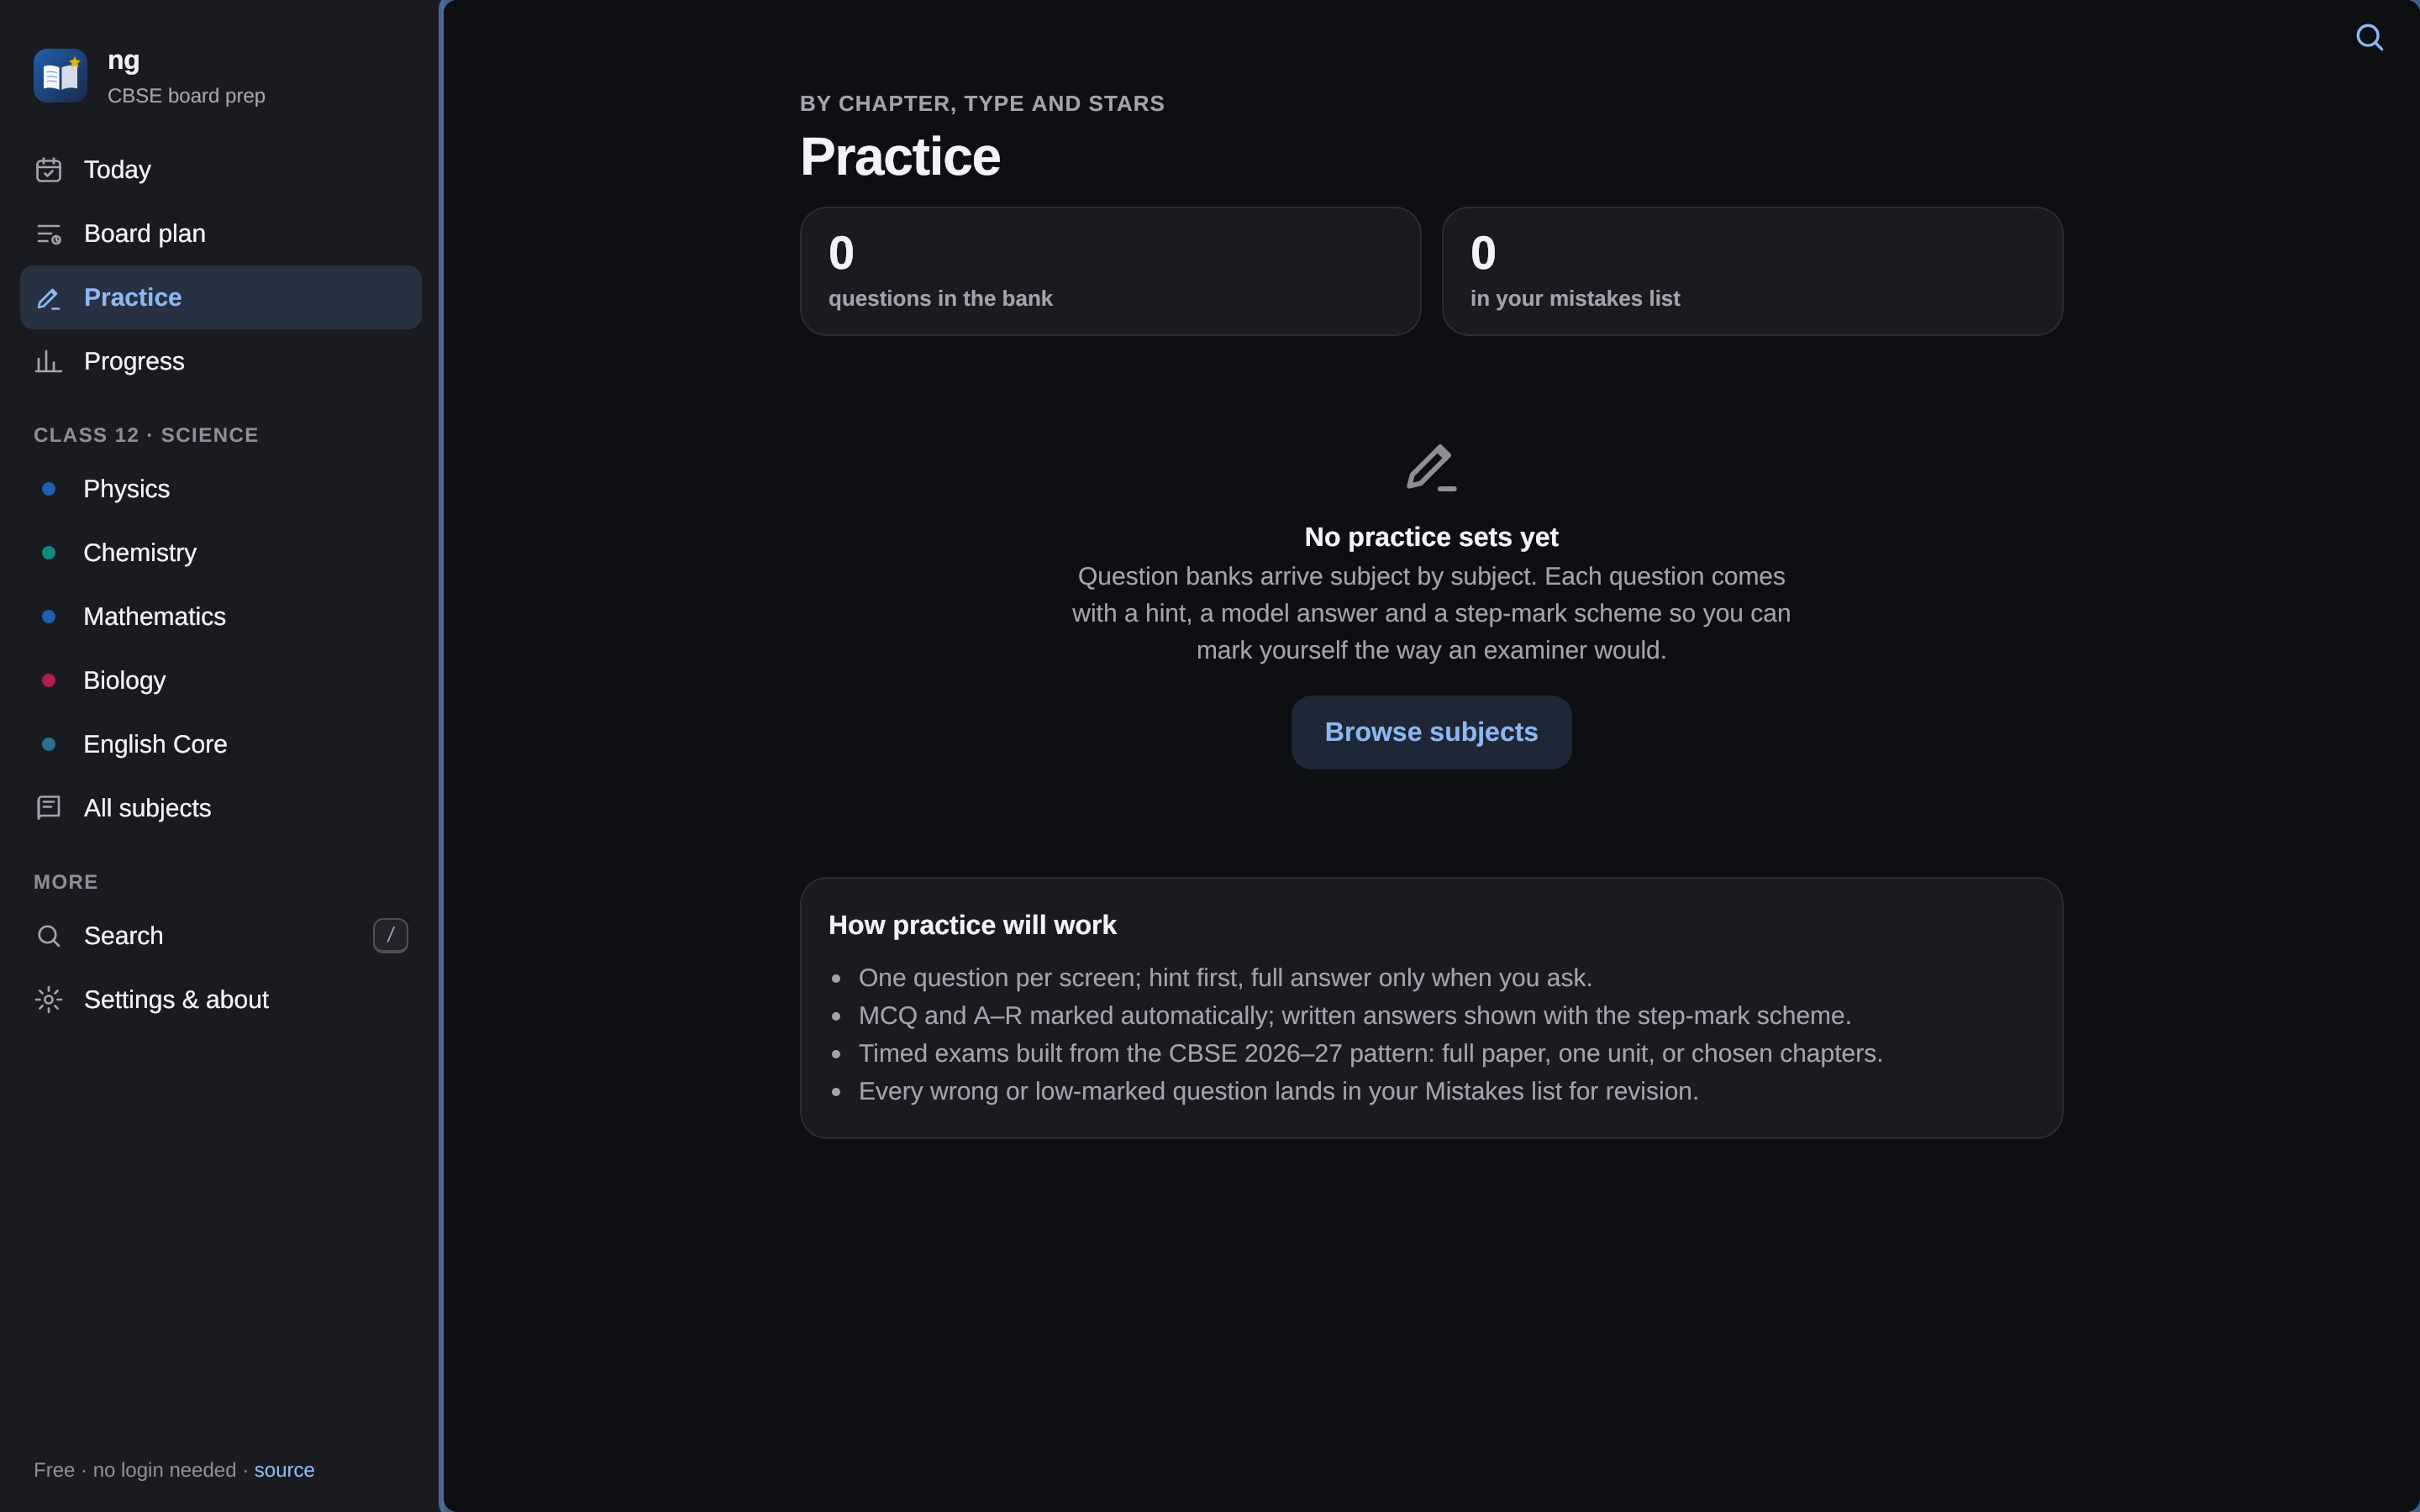 ng
CBSE board prep
Today
Board plan
Practice
Progress
CLASS 12 · SCIENCE
Physics
Chemistry
Mathematics
Biology
English Core
All subjects
MORE
Search
/
Settings & about
Free · no login needed · source
BY CHAPTER, TYPE AND STARS
Practice
0
questions in the bank
0
in your mistakes list
No practice sets yet
Question banks arrive subject by subject. Each question comes
with a hint, a model answer and a step-mark scheme so you can
mark yourself the way an examiner would.
Browse subjects
How practice will work
• One question per screen; hint first, full answer only when you ask.
• MCQ and A–R marked automatically; written answers shown with the step-mark scheme.
• Timed exams built from the CBSE 2026–27 pattern: full paper, one unit, or chosen chapters.
• Every wrong or low-marked question lands in your Mistakes list for revision.